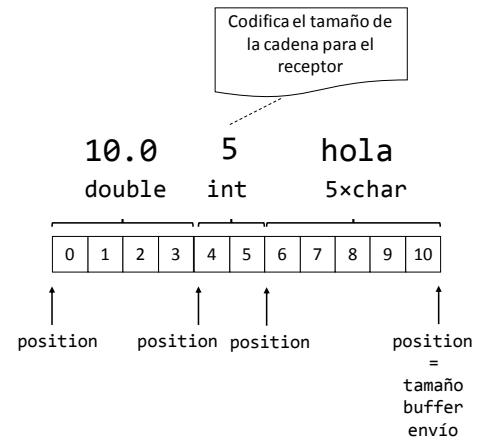 Codifica el tamaño de
la cadena para el
receptor
10.0 5 hola
double int 5×char
0 1 2 3 4 5 6 7 8 9 10
position position position position
=
tamaño
buffer
envío